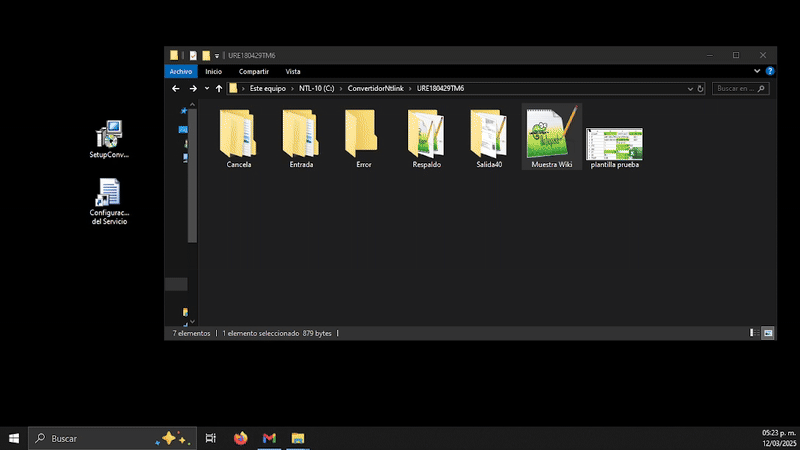 URE180429TM6
Archivo Inicio Compartir Vista
Este equipo > NTL-10 (C:) > ConvertidorNtlink > URE180429TM6
Buscar en ...
Cancela Entrada Error Respaldo Salida40 Muestra Wiki plantilla prueba
SetupConv...
Configurac...
del Servicio
7 elementos 1 elemento seleccionado 879 bytes
Buscar
05:23 p. m.
12/03/2025